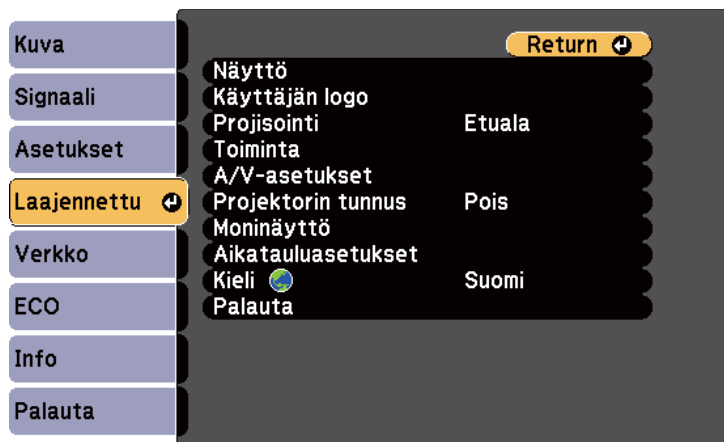 Kuva
Signaali
Asetukset
Laajennettu
Verkko
ECO
Info
Palauta
Return
Näyttö
Käyttäjän logo
Projisointi Etuala
Toiminta
A/V-asetukset
Projektorin tunnus Pois
Moninäyttö
Aikatauluasetukset
Kieli Suomi
Palauta